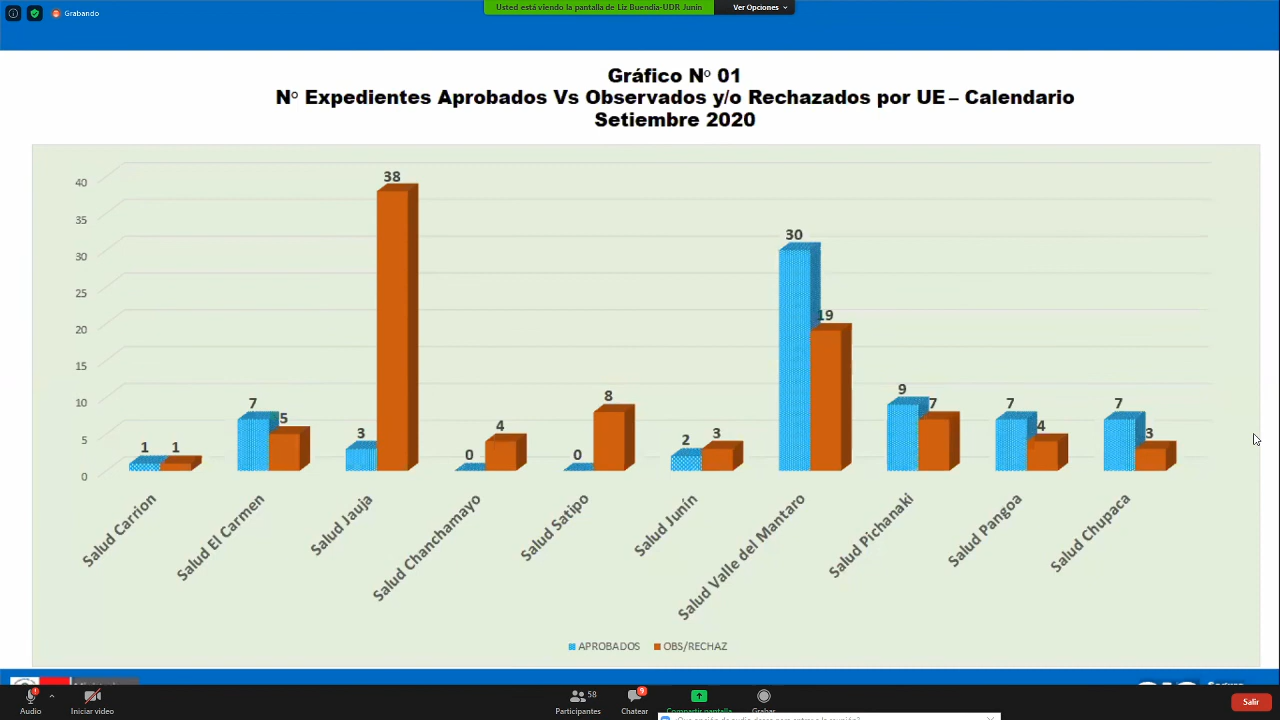 Grabando
Usted está viendo la pantalla de Liz Buendia-UDR Junin
Ver Opciones
Gráfico N° 01
N° Expedientes Aprobados Vs Observados y/o Rechazados por UE – Calendario
Setiembre 2020
40
35
30
25
20
15
10
5
0
1 1
7 5
3 38
0 4
0 8
2 3
30 19
9 7
7 4
7 3
Salud Carrion
Salud El Carmen
Salud Jauja
Salud Chanchamayo
Salud Satipo
Salud Junín
Salud Valle del Mantaro
Salud Pichanaki
Salud Pangoa
Salud Chupaca
APROBADOS OBS/RECHAZ
58
9
Audio
Iniciar video
Participantes
Chatear
Compartir pantalla
Grabar
Salir